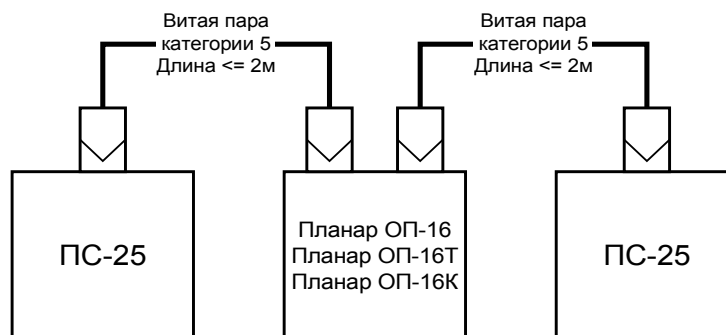 Витая пара
категории 5
Длина <= 2м
Витая пара
категории 5
Длина <= 2м
ПС-25
Планар ОП-16
Планар ОП-16Т
Планар ОП-16К
ПС-25